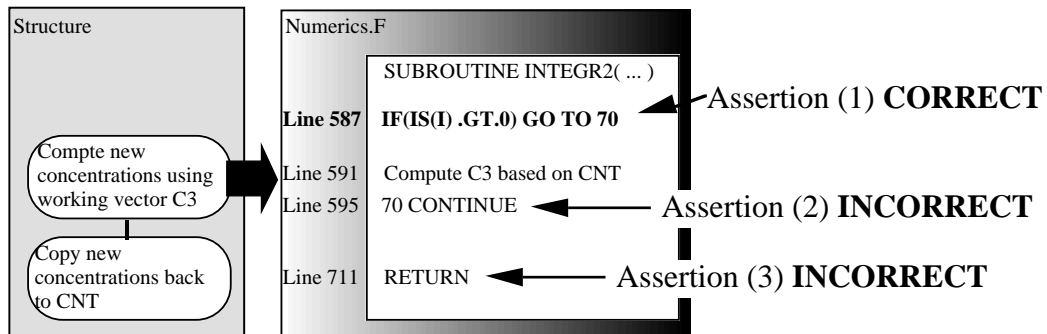 Structure
Compte new
concentrations using
working vector C3
Copy new
concentrations back
to CNT
Numerics.F
SUBROUTINE INTEGR2( ... )
Line 587 IF(IS(I) .GT.0) GO TO 70
Line 591 Compute C3 based on CNT
Line 595 70 CONTINUE
Line 711 RETURN
Assertion (1) CORRECT
Assertion (2) INCORRECT
Assertion (3) INCORRECT